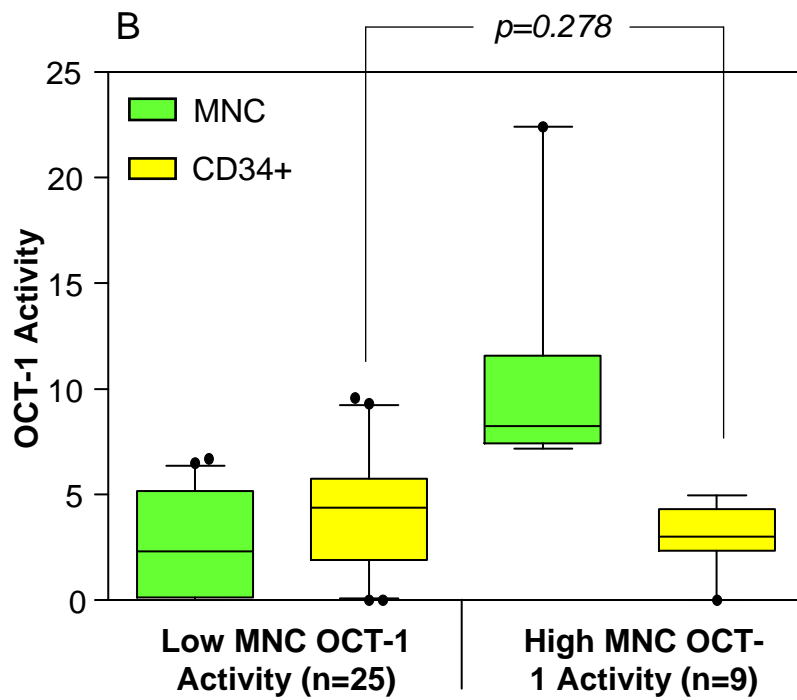 B
p=0.278
25
MNC
CD34+
20
15
10
5
0
OCT-1 Activity
Low MNC OCT-1
Activity (n=25)
High MNC OCT-
1 Activity (n=9)